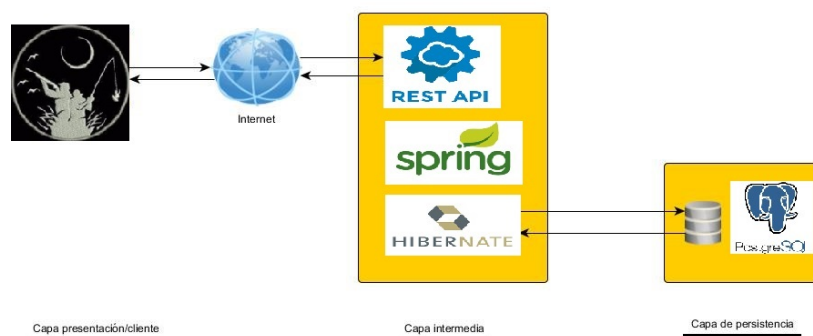 Internet
REST API
spring
HIBERNATE
PostgreSQL
Capa presentación/cliente
Capa intermedia
Capa de persistencia